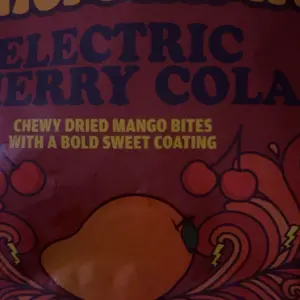 ELECTRIC
ERRY COLA
CHEWY DRIED MANGO BITES
WITH A BOLD SWEET COATING